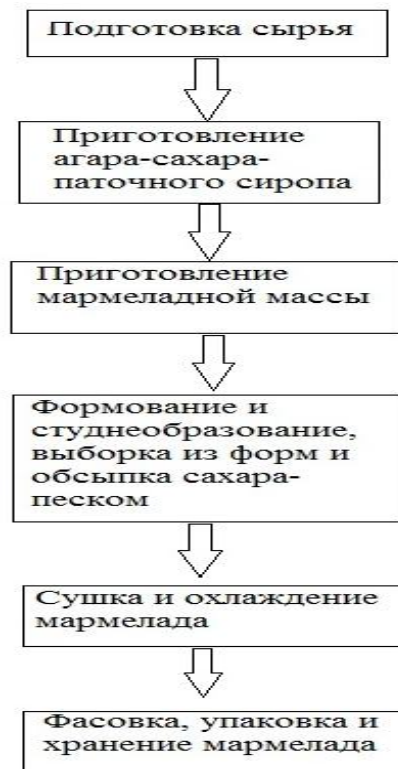 Подготовка сырья
Приготовление
агара-сахара-
паточного сиропа
Приготовление
мармеладной массы
Формование и
студнеобразование,
выборка из форм и
обсыпка сахара-
песком
Сушка и охлаждение
мармелада
Фасовка, упаковка и
хранение мармелада